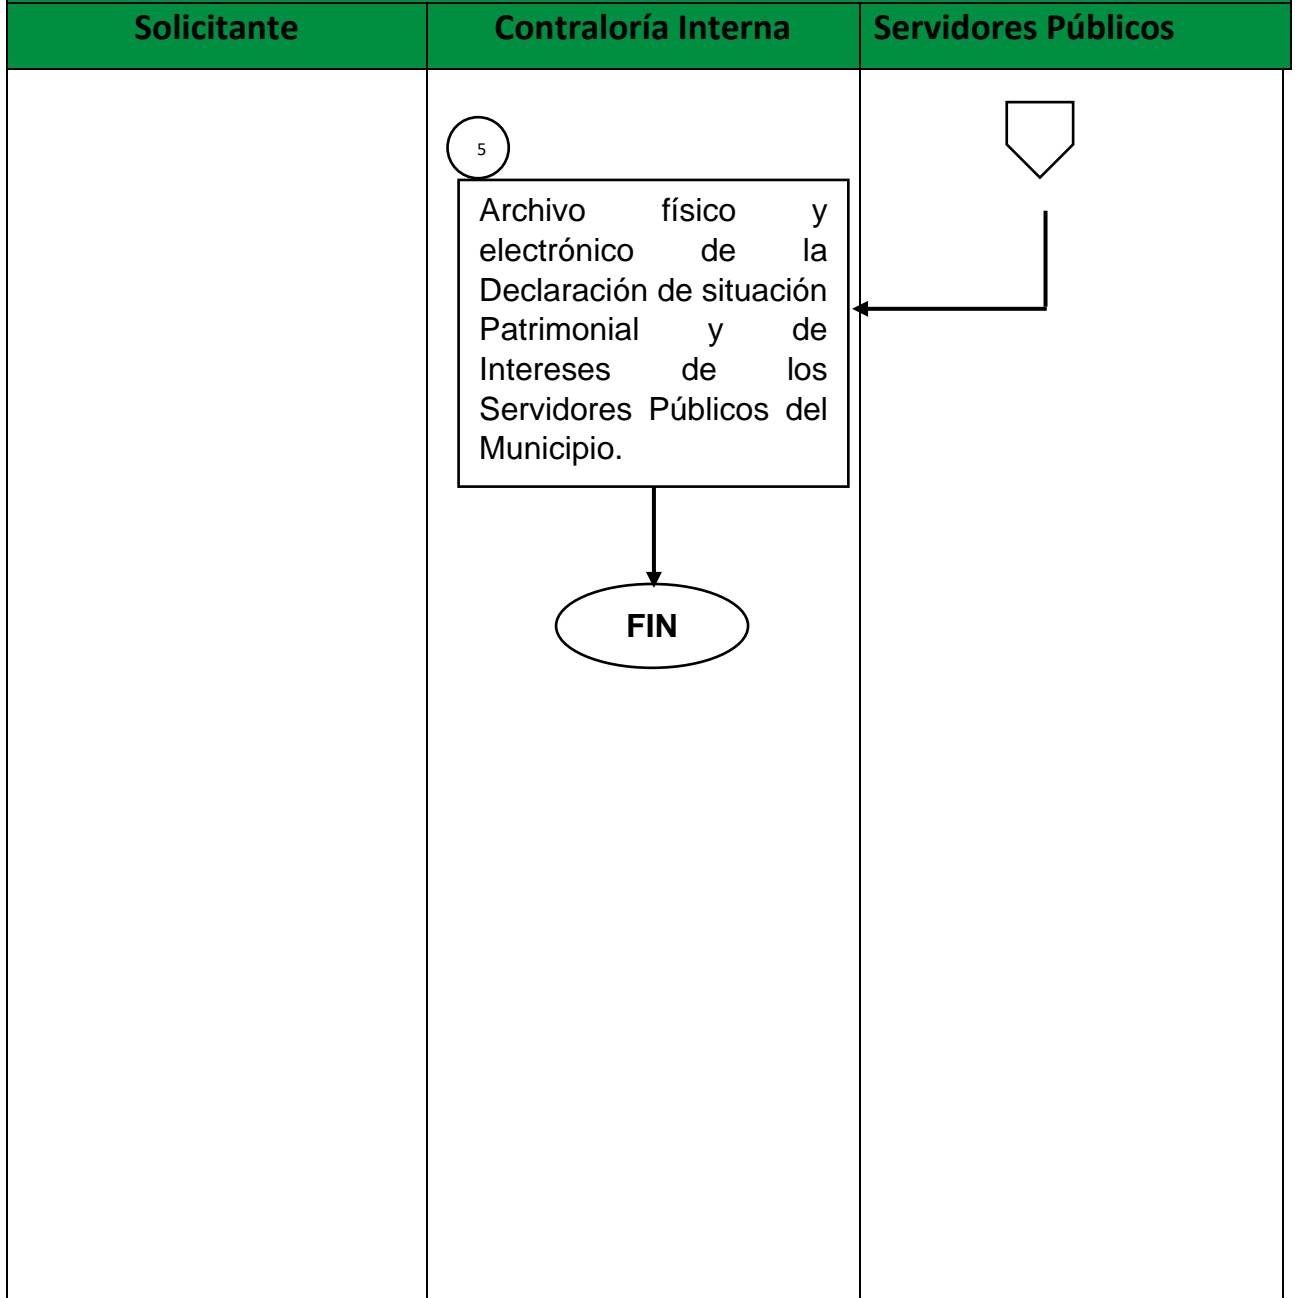 Solicitante
Contraloría Interna
Servidores Públicos
5
Archivo físico y
electrónico de la
Declaración de situación
Patrimonial y de
Intereses de los
Servidores Públicos del
Municipio.
FIN